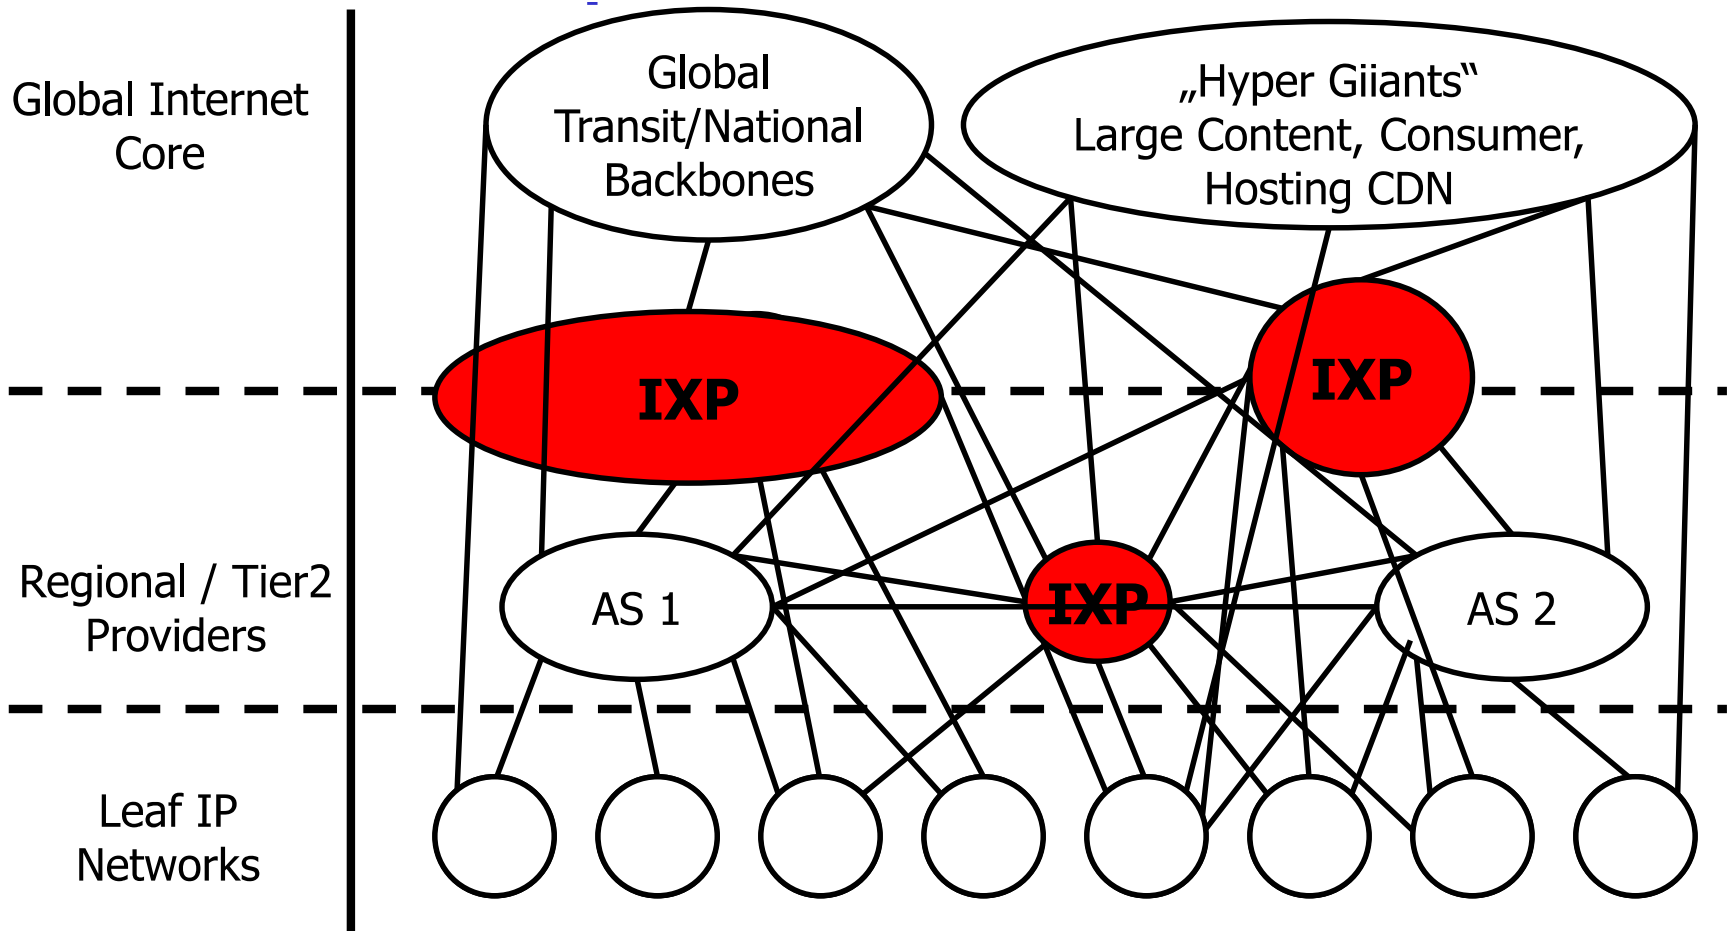 Global Internet
Core
Global
Transit/National
Backbones
„Hyper Giiants“
Large Content, Consumer,
Hosting CDN
IXP
IXP
Regional / Tier2
Providers
AS 1
IXP
AS 2
Leaf IP
Networks